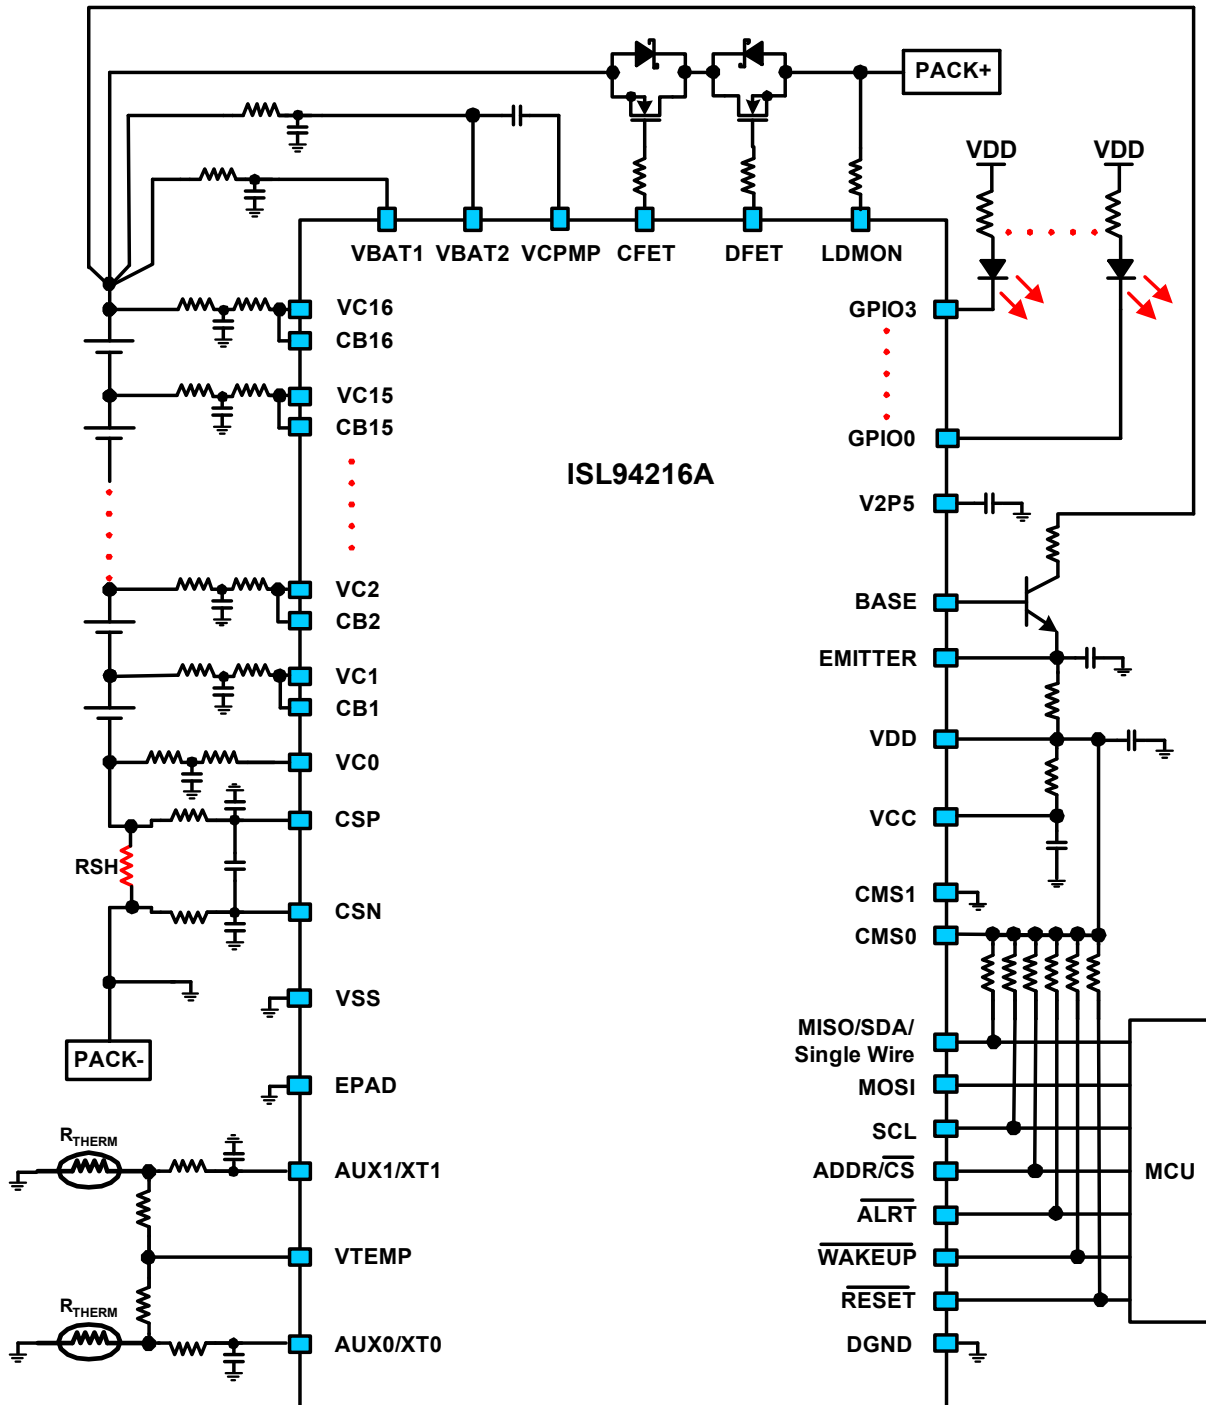 PACK+
VDD VDD
VBAT1 VBAT2 VCPMP CFET DFET LDMON
VC16
CB16
VC15
CB15
VC2
CB2
VC1
CB1
VC0
CSP
RSH
CSN
VSS
PACK-
EPAD
RTHERM
AUX1/XT1
VTEMP
RTHERM
AUX0/XT0
ISL94216A
GPIO3
GPIO0
V2P5
BASE
EMITTER
VDD
VCC
CMS1
CMS0
MISO/SDA/
Single Wire
MOSI
SCL
ADDR/CS
ALRT
WAKEUP
RESET
DGND
MCU